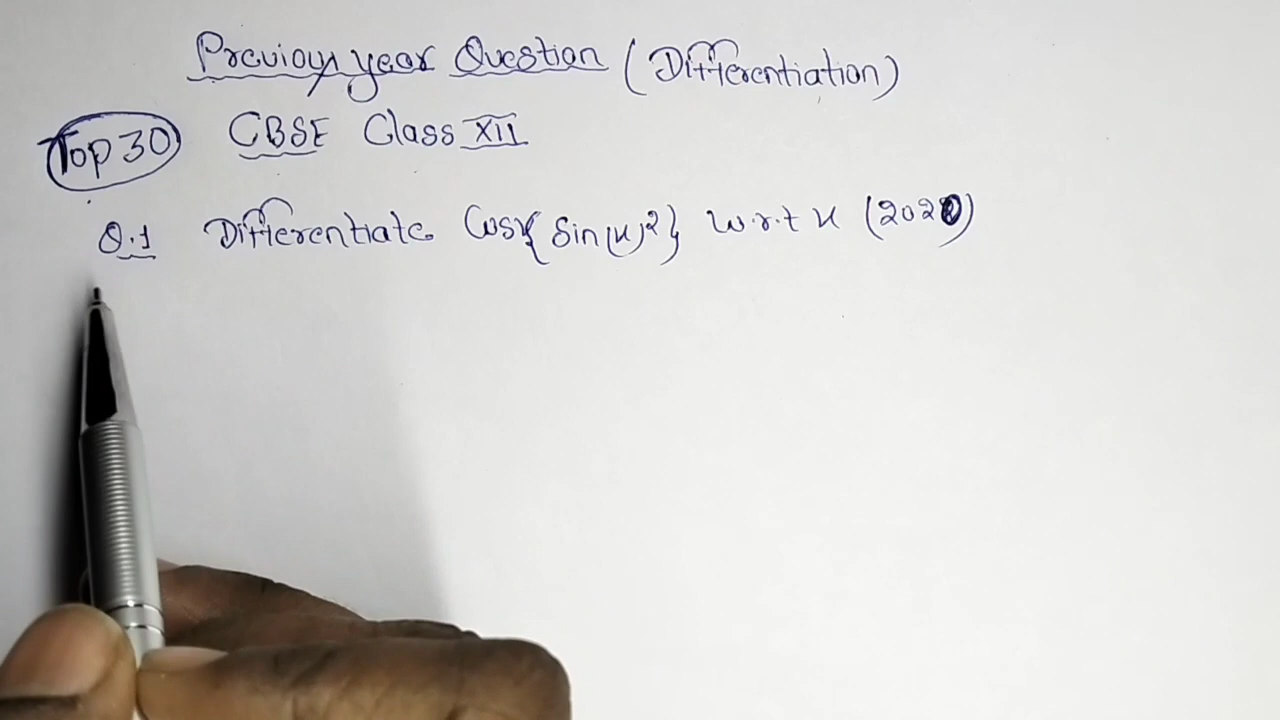 Previous year Question (Differentiation)
Top 30 CBSE Class XII
Q.1 Differentiate Cos{Sin(x)²} w.r.t x (2020)